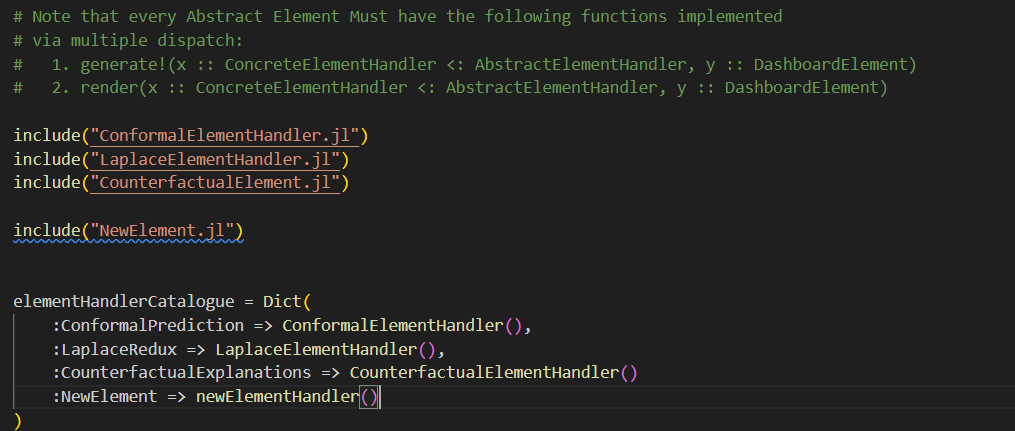 # Note that every Abstract Element Must have the following functions implemented
# via multiple dispatch:
#   1. generate!(x :: ConcreteElementHandler <: AbstractElementHandler, y :: DashboardElement)
#   2. render(x :: ConcreteElementHandler <: AbstractElementHandler, y :: DashboardElement)
include("ConformalElementHandler.jl")
include("LaplaceElementHandler.jl")
include("CounterfactualElement.jl")
include("NewElement.jl")
elementHandlerCatalogue = Dict(
    :ConformalPrediction => ConformalElementHandler(),
    :LaplaceRedux => LaplaceElementHandler(),
    :CounterfactualExplanations => CounterfactualElementHandler()
    :NewElement => newElementHandler()
)